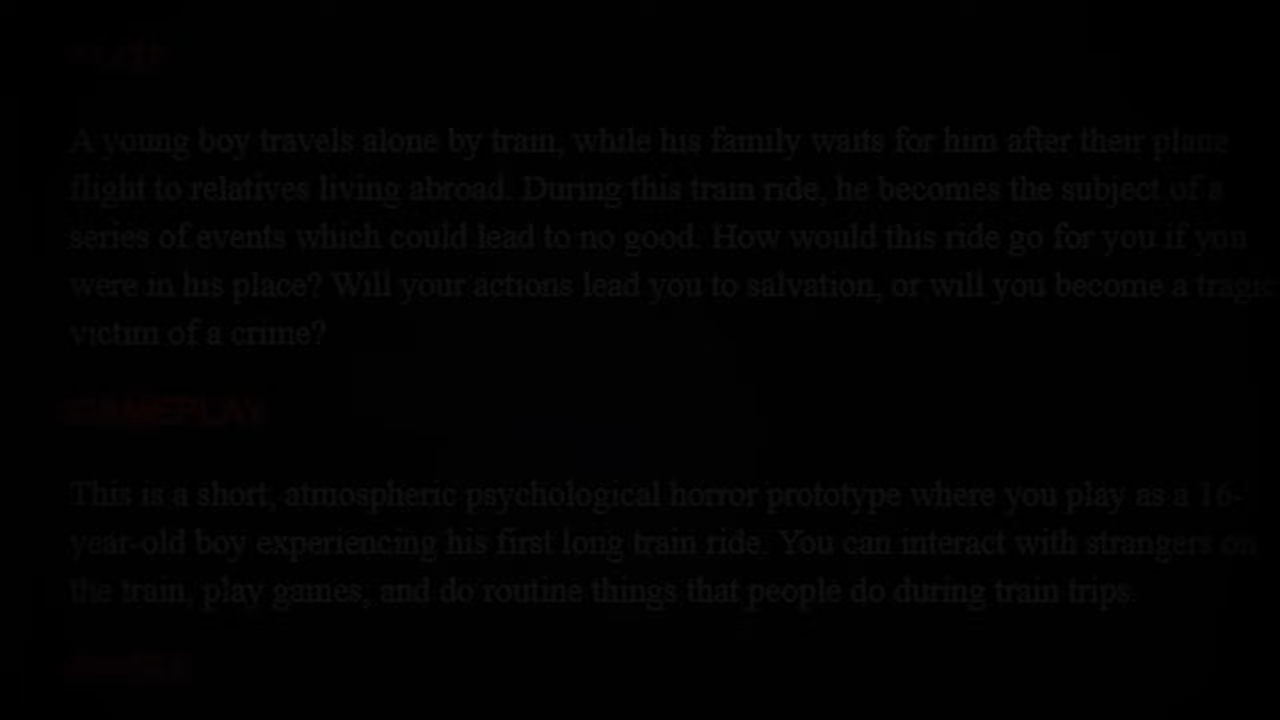 A young boy travels alone by train, while his family waits for him after their plane
flight to relatives living abroad. During this train ride, he becomes the subject of a
series of events which could lead to no good. How would this ride go for you if you
were in his place? Will your actions lead you to salvation, or will you become a tragic
victim of a crime?
GAMEPLAY
This is a short, atmospheric psychological horror prototype where you play as a 16-
year-old boy experiencing his first long train ride. You can interact with strangers on
the train, play games, and do routine things that people do during train trips.